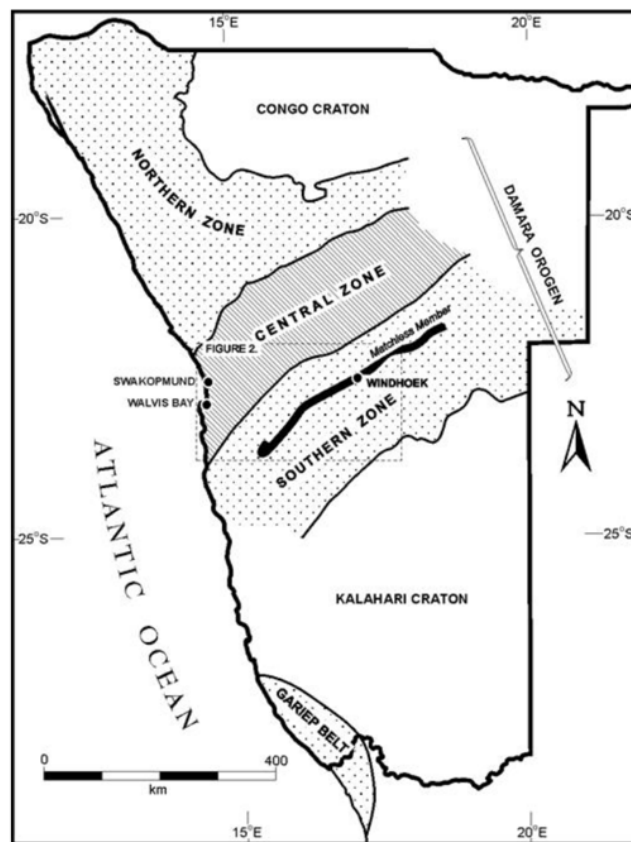 15°E
20°E
CONGO CRATON
NORTHERN ZONE
DAMARA OROGEN
20°S
20°S
CENTRAL ZONE
FIGURE 2.
Matchless Member
SWAKOPMUND
WINDHOEK
WALVIS BAY
SOUTHERN ZONE
N
ATLANTIC OCEAN
25°S
25°S
KALAHARI CRATON
GARIEP BELT
0
400
km
15°E
20°E